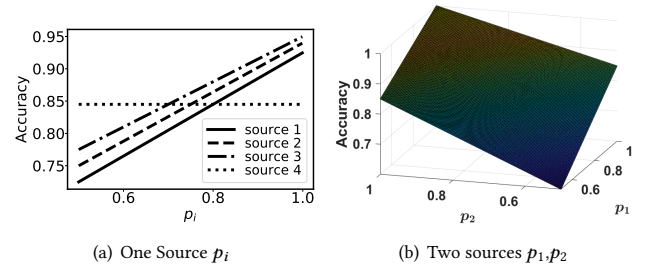 0.95
0.90
0.85
0.80
0.75
Accuracy
0.6 0.8 1.0
p_i
source 1
source 2
source 3
source 4
(a) One Source p_i
1
0.9
0.8
0.7
Accuracy
1 0.8 0.6
p_2
0.6 0.8 1
p_1
(b) Two sources p_1,p_2